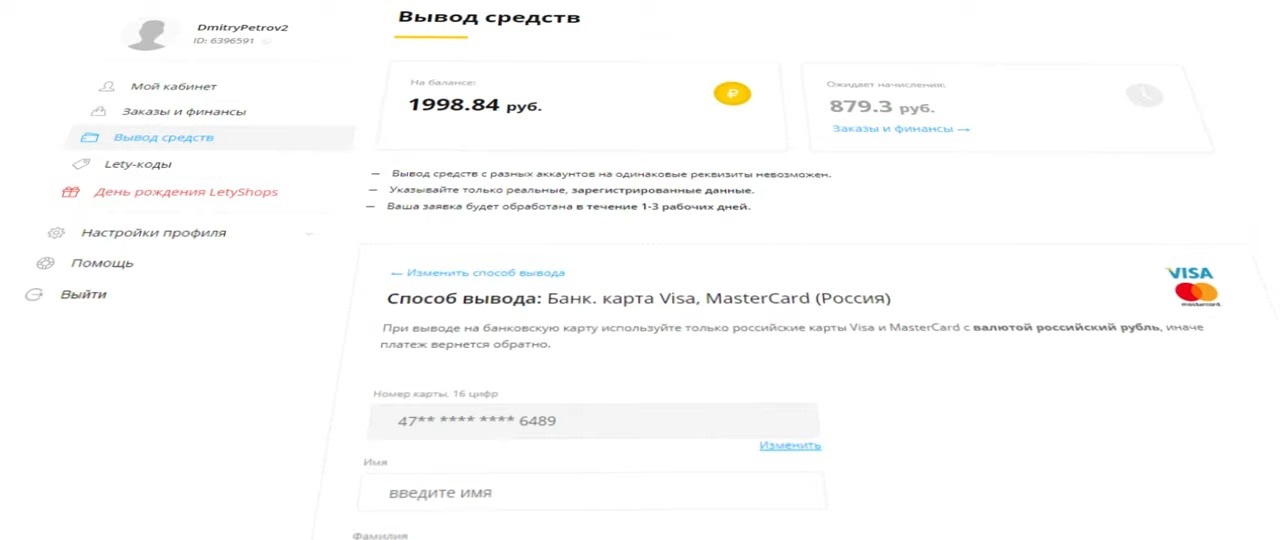 DmitryPetrov2
ID: 6396591
Мой кабинет
Заказы и финансы
Вывод средств
Lety-коды
День рождения LetyShops
Настройки профиля
Помощь
Выйти
Вывод средств
На балансе:
1998.84 руб.
₽
Ожидает начисления:
879.3 руб.
Заказы и финансы →
— Вывод средств с разных аккаунтов на одинаковые реквизиты невозможен.
— Указывайте только реальные, зарегистрированные данные.
— Ваша заявка будет обработана в течение 1-3 рабочих дней.
← Изменить способ вывода
VISA
mastercard
Способ вывода: Банк. карта Visa, MasterCard (Россия)
При выводе на банковскую карту используйте только российские карты Visa и MasterCard с валютой российский рубль, иначе
платеж вернется обратно.
Номер карты, 16 цифр
47** **** **** 6489
Изменить
Имя
введите имя
Фамилия